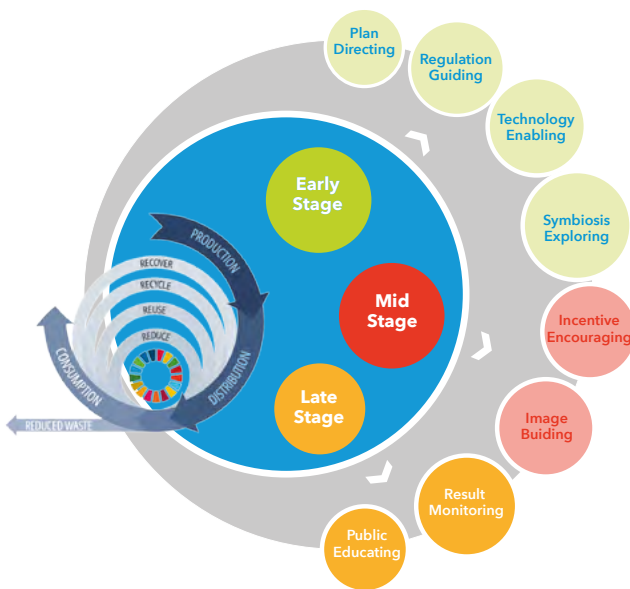 Plan
Directing
Regulation
Guiding
Technology
Enabling
Symbiosis
Exploring
Incentive
Encouraging
Image
Buiding
Result
Monitoring
Public
Educating
Early
Stage
Mid
Stage
Late
Stage
PRODUCTION
DISTRIBUTION
CONSUMPTION
RECOVER
RECYCLE
REUSE
REDUCE
REDUCED WASTE